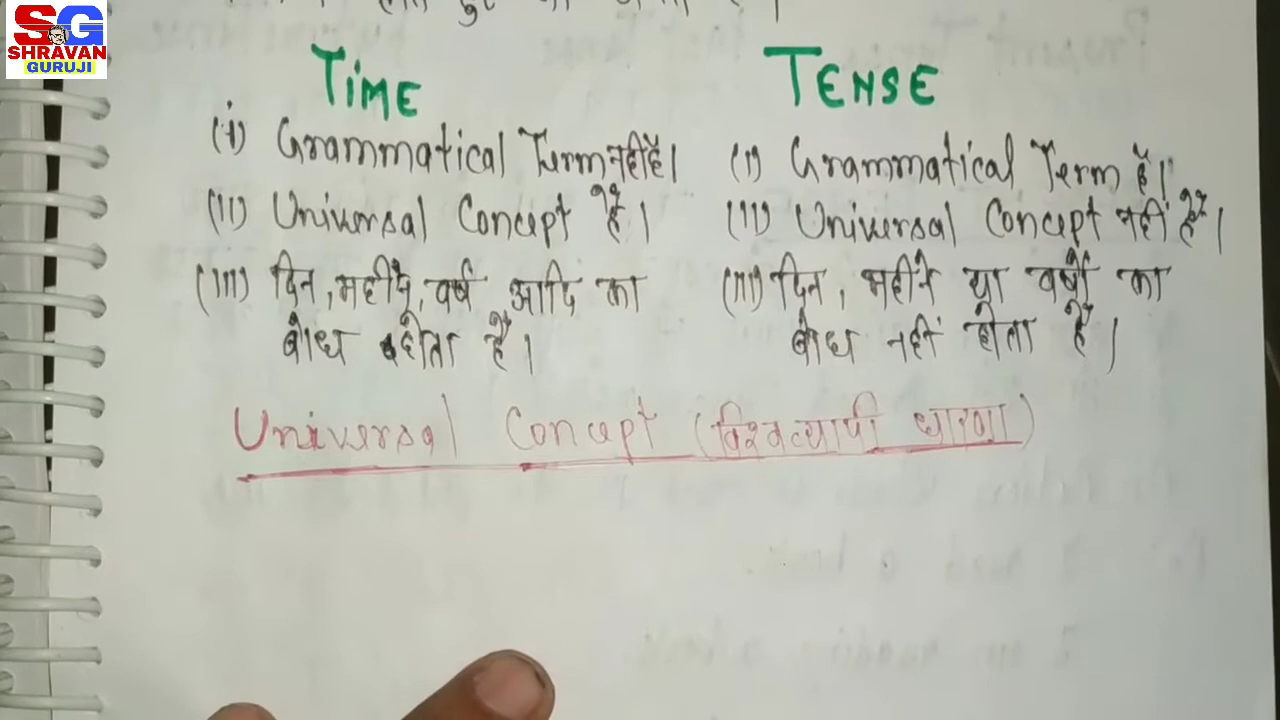 SG
SHRAVAN
GURUJI
TIME
TENSE
(i) Grammatical Term नहीं है।
(I) Grammatical Term है।
(II) Universal Concept है।
(II) Universal Concept नहीं है।
(III) दिन, महीने, वर्ष आदि का
बोध होता है।
(III) दिन, महीने या वर्षों का
बोध नहीं होता है।
Universal Concept (विश्वव्यापी धारणा)